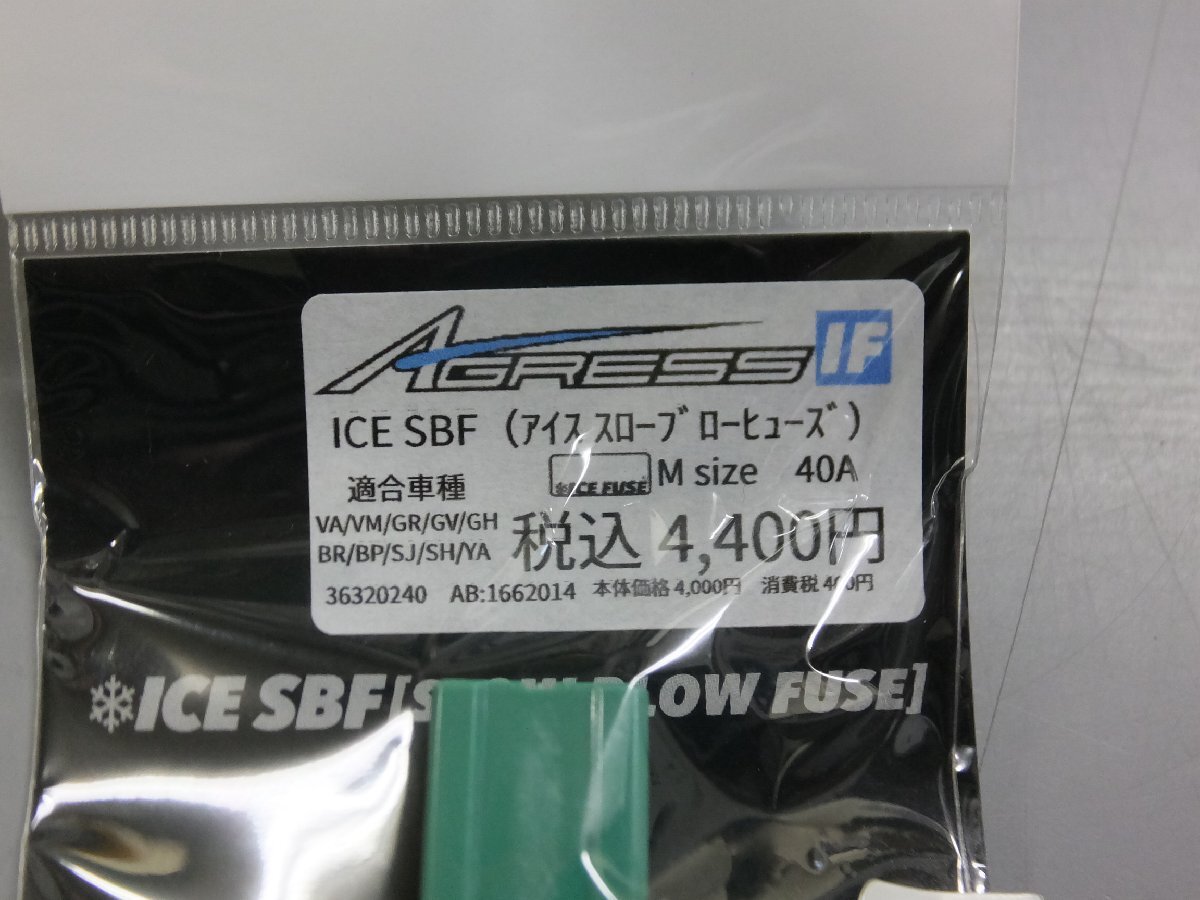 AGRESS IF
ICE SBF (アイス スローブローヒューズ)
適合車種
ICE FUSE M size 40A
VA/VM/GR/GV/GH
BR/BP/SJ/SH/YA
税込 4,400円
36320240 AB:1662014 本体価格 4,000円 消費税 400円
ICE SBF [SLOW BLOW FUSE]